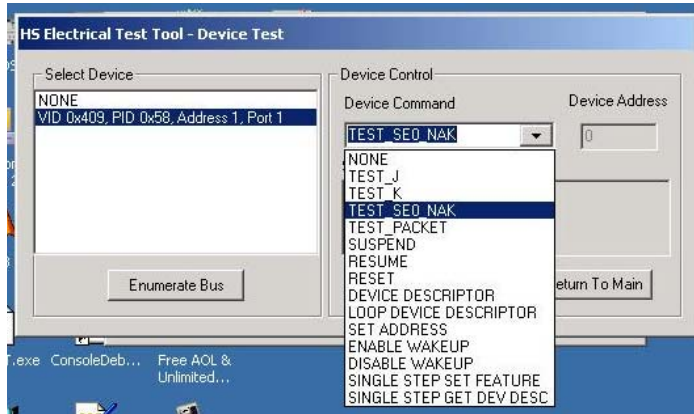 HS Electrical Test Tool - Device Test
Select Device
NONE
VID 0x409, PID 0x58, Address 1, Port 1
Enumerate Bus
Device Control
Device Command
Device Address
TEST_SE0_NAK
0
NONE
TEST_J
TEST_K
TEST_SE0_NAK
TEST_PACKET
SUSPEND
RESUME
RESET
DEVICE DESCRIPTOR
LOOP DEVICE DESCRIPTOR
SET ADDRESS
ENABLE WAKEUP
DISABLE WAKEUP
SINGLE STEP SET FEATURE
SINGLE STEP GET DEV DESC
eturn To Main
T.exe ConsoleDeb... Free AOL &
Unlimited...